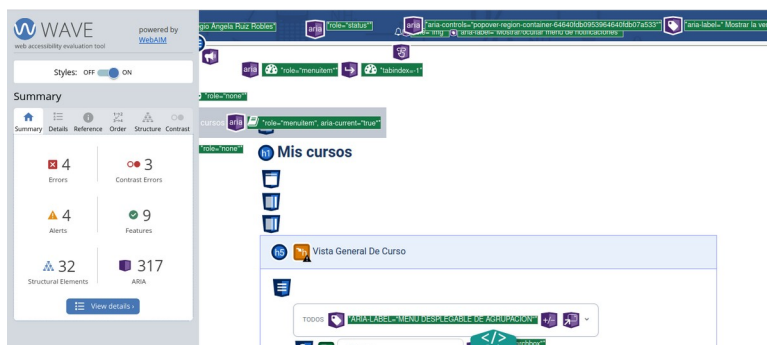 WAVE
web accessibility evaluation tool
powered by
WebAIM
Styles: OFF ON
Summary
Summary Details Reference Order Structure Contrast
4
Errors
3
Contrast Errors
4
Alerts
9
Features
32
Structural Elements
317
ARIA
View details ›
gio Angela Ruiz Robles"
aria *"role="status"*
aria *"aria-controls="popover-region-container-64640fdb0953964640fdb07a533"*
*"aria-label=" Mostrar la
aria-label="Mostrar/ocultar menú de notificaciones"
aria *"role="menuitem"*
*"tabindex=-1"*
"role="none"*
cursos aria *"role="menuitem", aria-current="true"*
"role="none"*
h1 Mis cursos
h5 h Vista General De Curso
TODOS *"ARIA-LABEL="MENÚ DESPLEGABLE DE AGRUPACIÓN"* +/-
</>